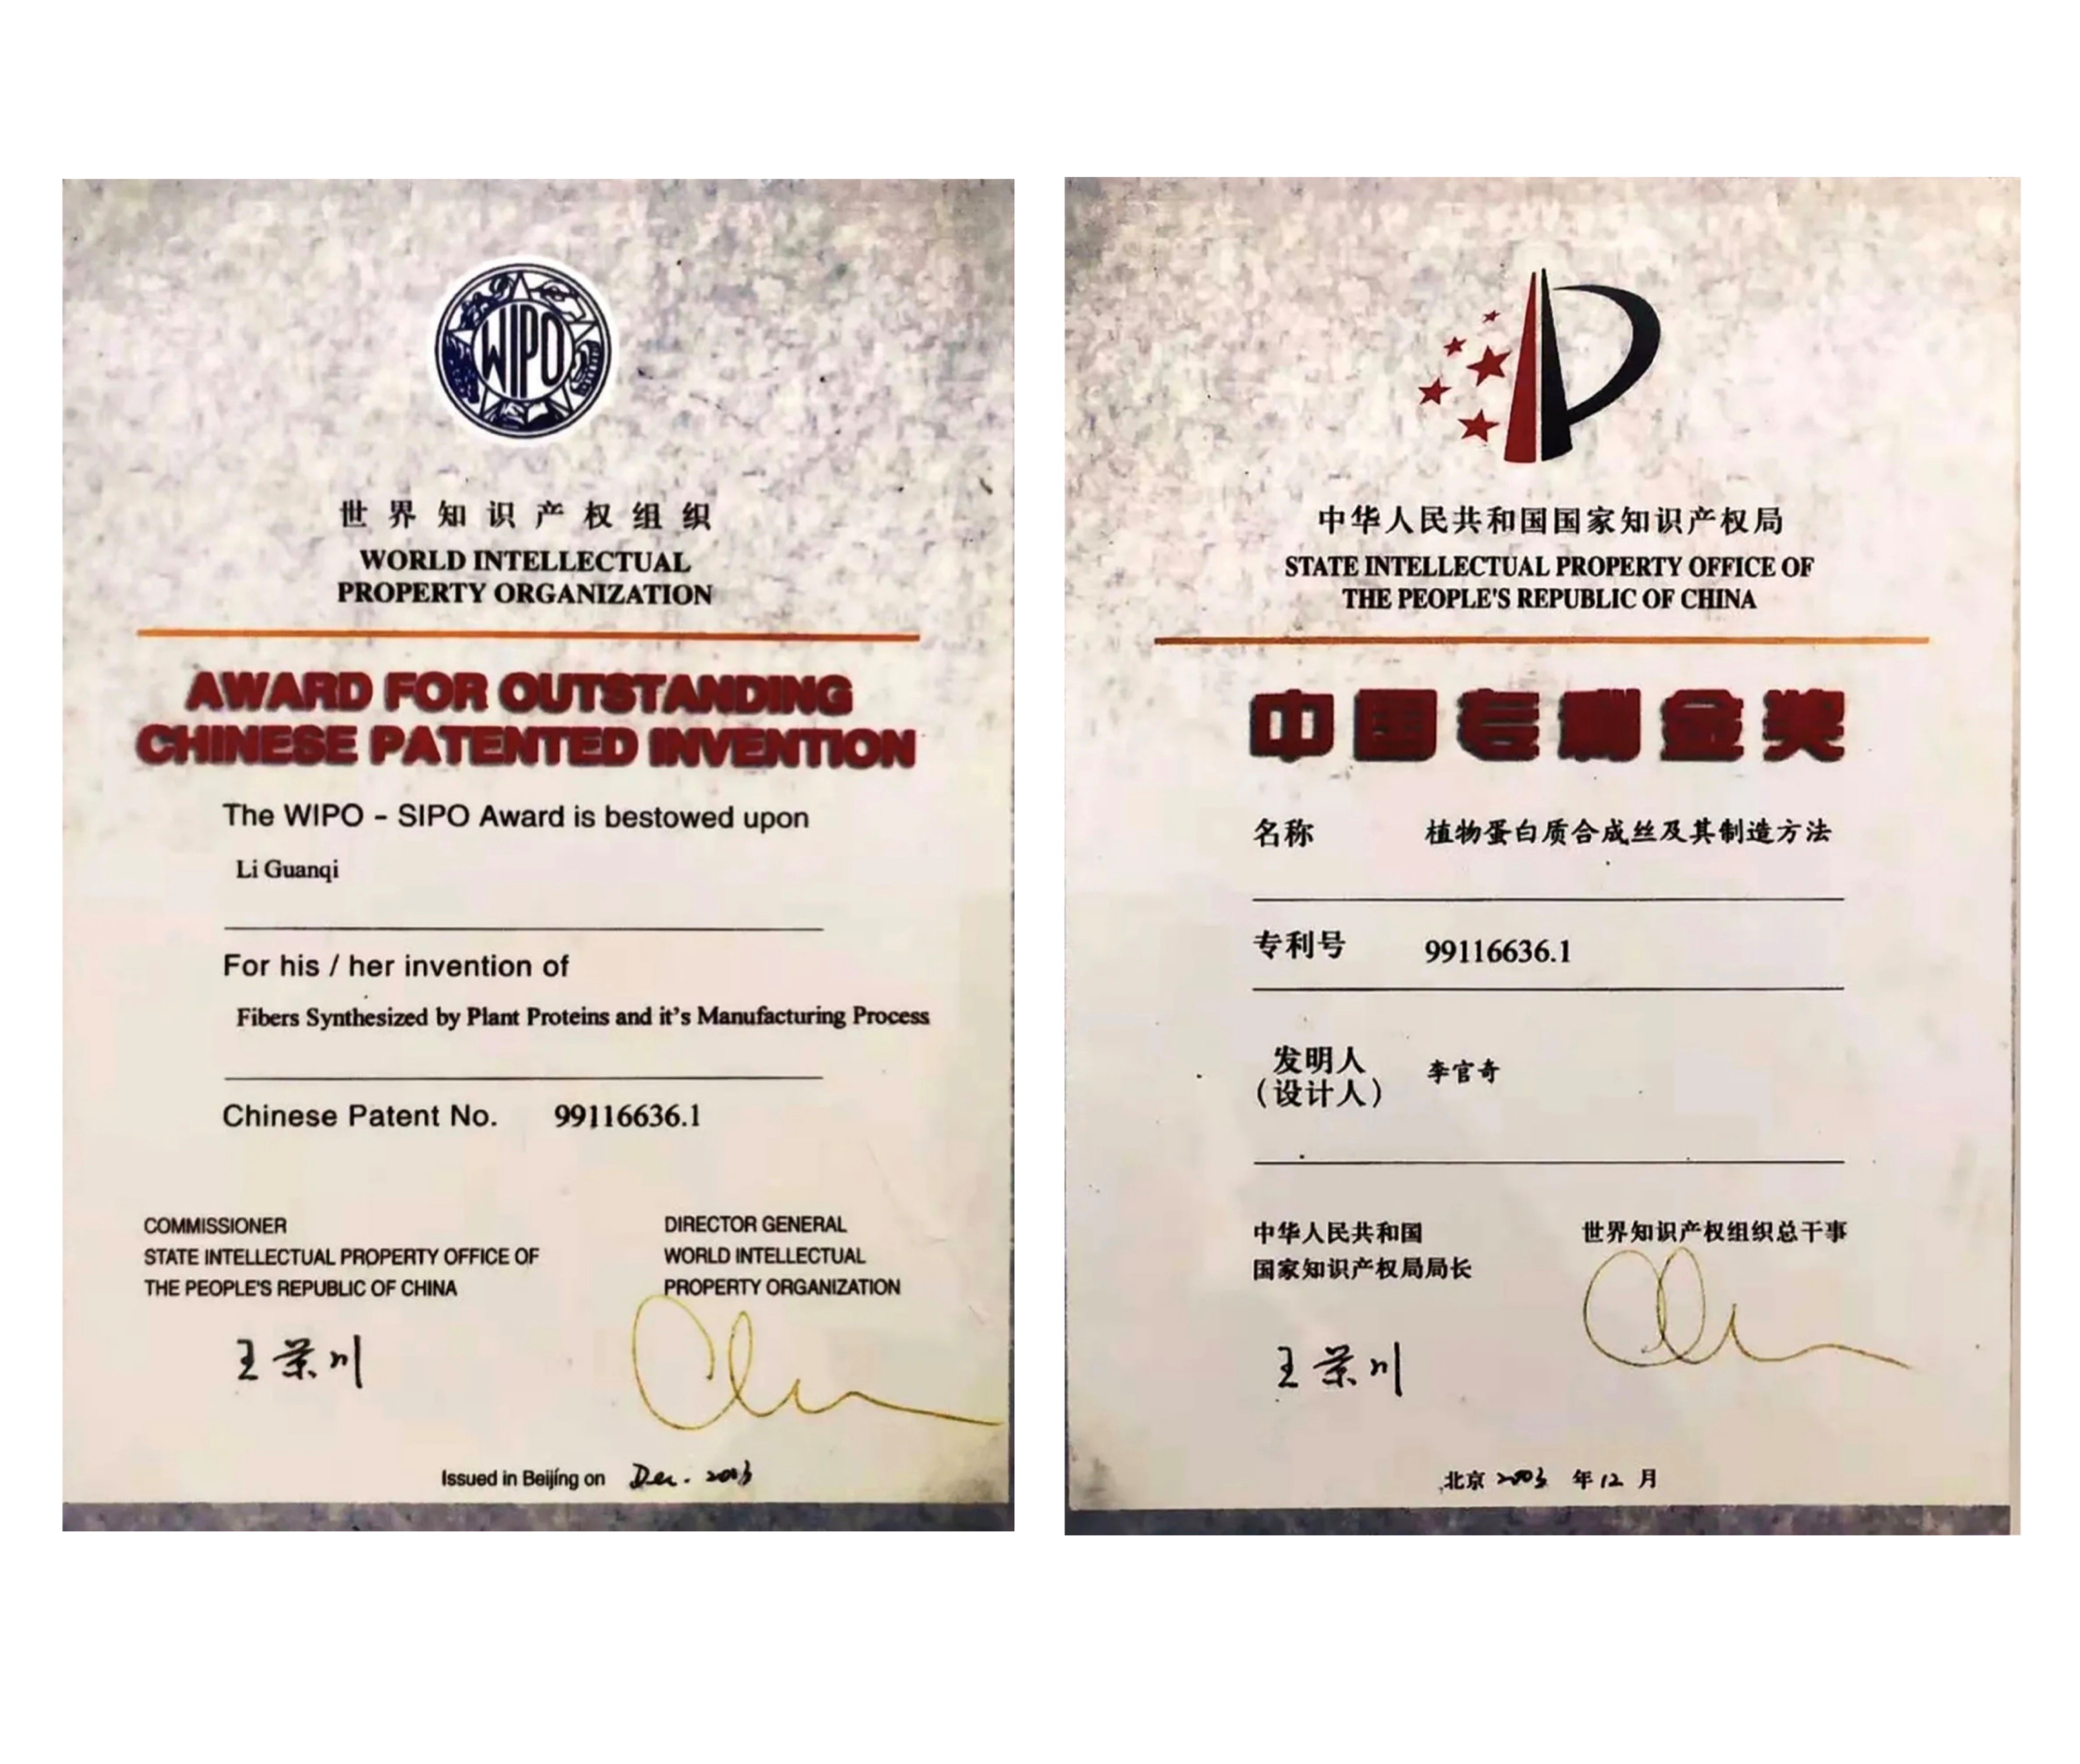 WIPO
世界知识产权组织
WORLD INTELLECTUAL
PROPERTY ORGANIZATION
AWARD FOR OUTSTANDING
CHINESE PATENTED INVENTION
The WIPO – SIPO Award is bestowed upon
Li Guanqi
For his / her invention of
Fibers Synthesized by Plant Proteins and it's Manufacturing Process
Chinese Patent No. 99116636.1
COMMISSIONER
STATE INTELLECTUAL PROPERTY OFFICE OF
THE PEOPLE'S REPUBLIC OF CHINA
王景川
DIRECTOR GENERAL
WORLD INTELLECTUAL
PROPERTY ORGANIZATION
Issued in Beijing on Dec. 2003
中华人民共和国国家知识产权局
STATE INTELLECTUAL PROPERTY OFFICE OF
THE PEOPLE'S REPUBLIC OF CHINA
中国专利金奖
名称 植物蛋白质合成丝及其制造方法
专利号 99116636.1
发明人
（设计人） 李官奇
中华人民共和国
国家知识产权局局长
王景川
世界知识产权组织总干事
北京 2003 年 12 月